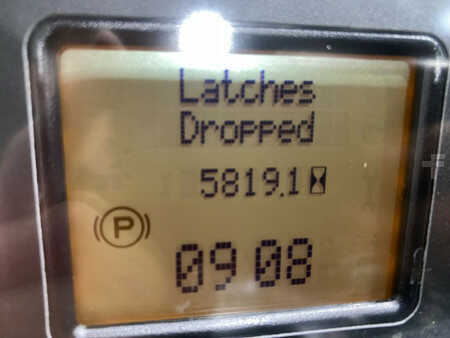 Latches
Dropped
5819.1
P
09 08